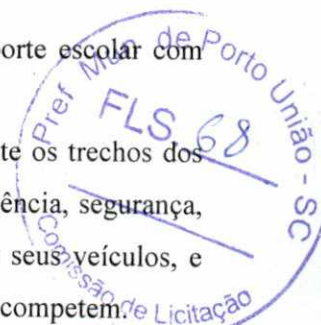 porte escolar com
te os trechos dos
ência, segurança,
seus veículos, e
competem.
Pref. Mun. de Porto União - SC
FLS 68
Comissão de Licitação